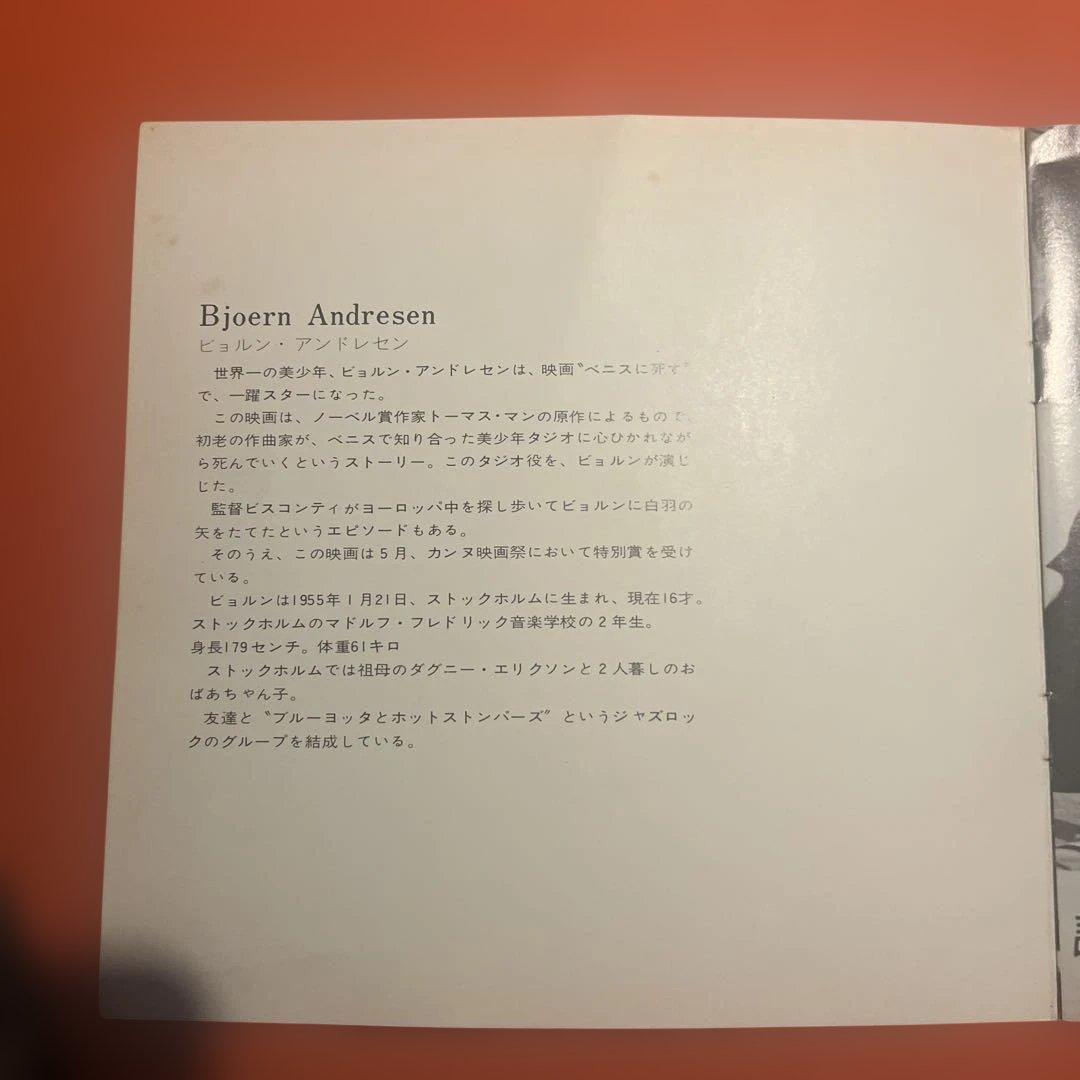 Bjoern Andresen
ビョルン・アンドレセン
世界一の美少年、ビョルン・アンドレセンは、映画〝ベニスに死す〟
で、一躍スターになった。
この映画は、ノーベル賞作家トーマス・マンの原作によるもので、
初老の作曲家が、ベニスで知り合った美少年タジオに心ひかれなが
ら死んでいくというストーリー。このタジオ役を、ビョルンが演じ
じた。
監督ビスコンティがヨーロッパ中を探し歩いてビョルンに白羽の
矢をたてたというエピソードもある。
そのうえ、この映画は5月、カンヌ映画祭において特別賞を受け
ている。
ビョルンは1955年1月21日、ストックホルムに生まれ、現在16才。
ストックホルムのマドルフ・フレドリック音楽学校の2年生。
身長179センチ。体重61キロ
ストックホルムでは祖母のダグニー・エリクソンと2人暮しのお
ばあちゃん子。
友達と〝ブルーヨッタとホットストンパーズ〟というジャズロッ
クのグループを結成している。